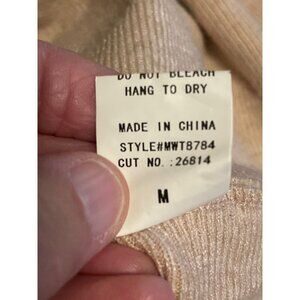 DO NOT BLEACH
HANG TO DRY
MADE IN CHINA
STYLE#MWT8784
CUT NO. :26814
M